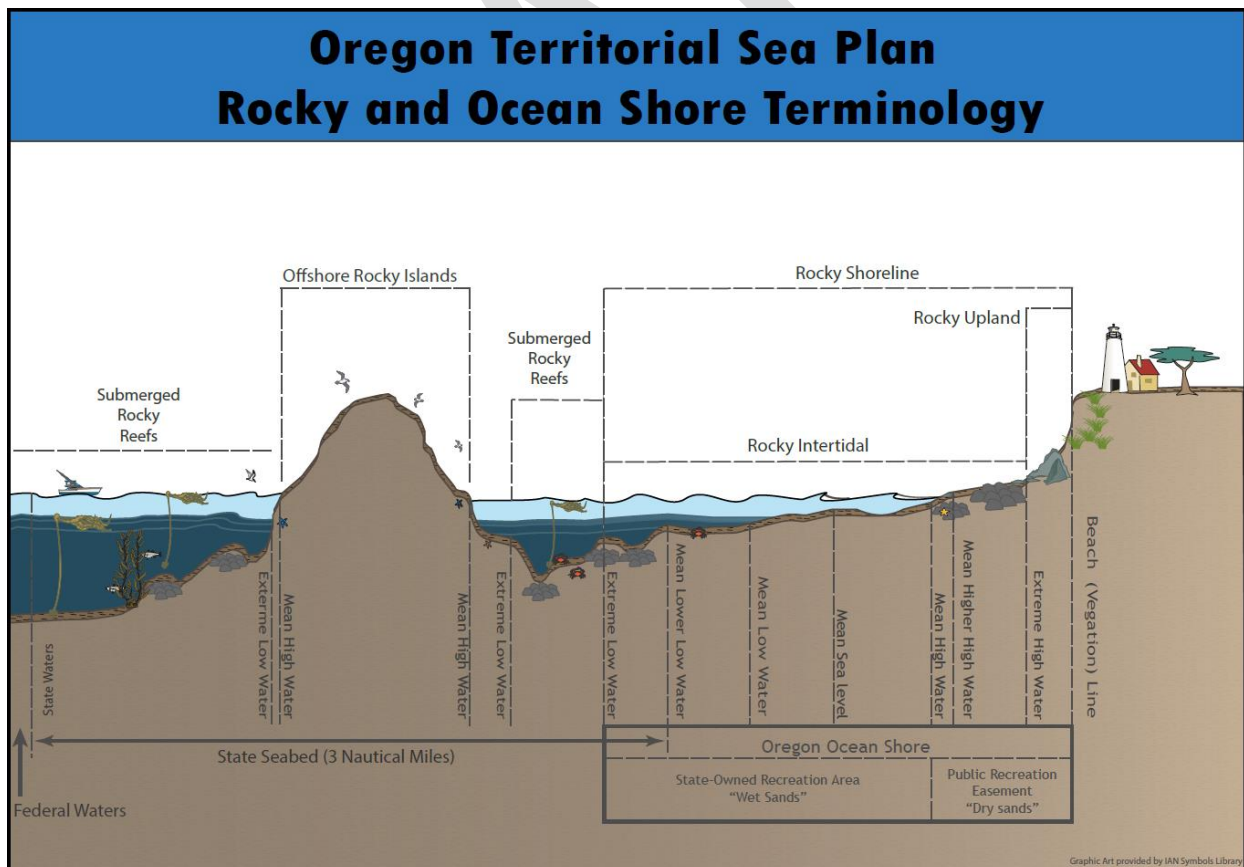 Oregon Territorial Sea Plan
Rocky and Ocean Shore Terminology
Offshore Rocky Islands
Rocky Shoreline
Rocky Upland
Submerged
Rocky
Reefs
Submerged
Rocky
Reefs
Rocky Intertidal
State Waters
Exterme Low Water
Mean High Water
Mean High Water
Extreme Low Water
Extreme Low Water
Mean Lower Low Water
Mean Low Water
Mean Sea level
Mean High Water
Mean Higher High Water
Extreme High Water
Beach (Vegation) Line
State Seabed (3 Nautical Miles)
Federal Waters
Oregon Ocean Shore
State-Owned Recreation Area
“Wet Sands”
Public Recreation
Easement
“Dry sands”
Graphic Art provided by IAN Symbols Library